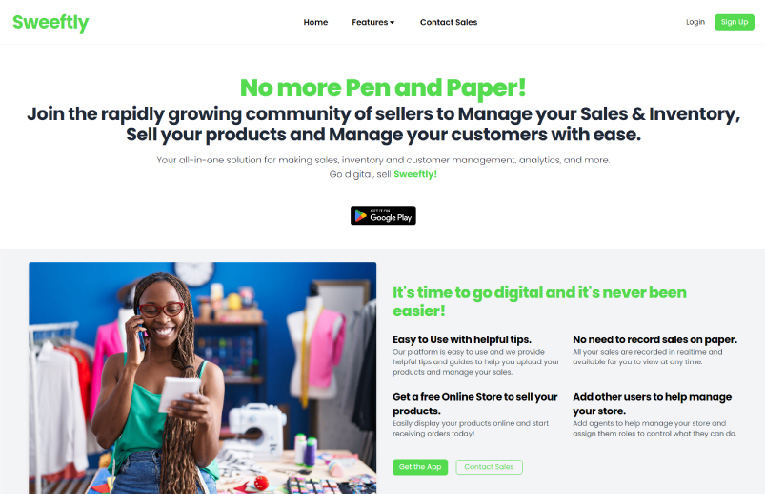 Sweeftly
Home Features Contact Sales
Login Sign Up
No more Pen and Paper!
Join the rapidly growing community of sellers to Manage your Sales & Inventory,
Sell your products and Manage your customers with ease.
Your all-in-one solution for making sales, inventory and customer management, analytics, and more.
Go digital, sell Sweeftly!
GET IT ON
Google Play
It's time to go digital and it's never been
easier!
Easy to Use with helpful tips.
Our platform is easy to use and we provide
helpful tips and guides to help you upload your
products and manage your sales.
No need to record sales on paper.
All your sales are recorded in realtime and
available for you to view at any time.
Get a free Online Store to sell your
products.
Easily display your products online and start
receiving orders today!
Add other users to help manage
your store.
Add agents to help manage your store and
assign them roles to control what they can do.
Get the App
Contact Sales